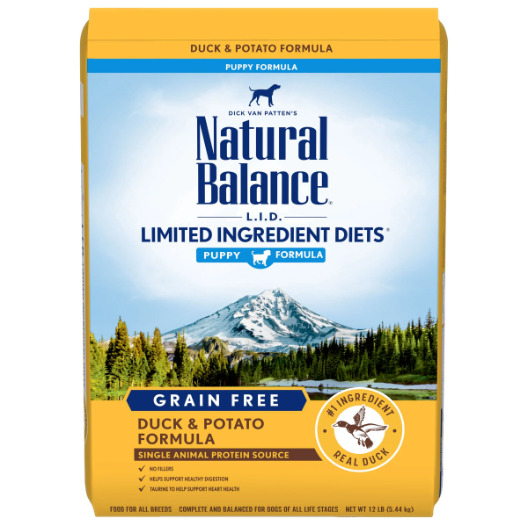 DUCK & POTATO FORMULA
PUPPY FORMULA
DICK VAN PATTEN'S
Natural
Balance®
L.I.D.
LIMITED INGREDIENT DIETS®
PUPPY FORMULA
GRAIN FREE
DUCK & POTATO
FORMULA
SINGLE ANIMAL PROTEIN SOURCE
✓ NO FILLERS
✓ HELPS SUPPORT HEALTHY DIGESTION
✓ TAURINE TO HELP SUPPORT HEART HEALTH
#1 INGREDIENT
REAL DUCK
FOOD FOR ALL BREEDS COMPLETE AND BALANCED FOR DOGS OF ALL LIFE STAGES NET WT 12 LB (5.44 kg)